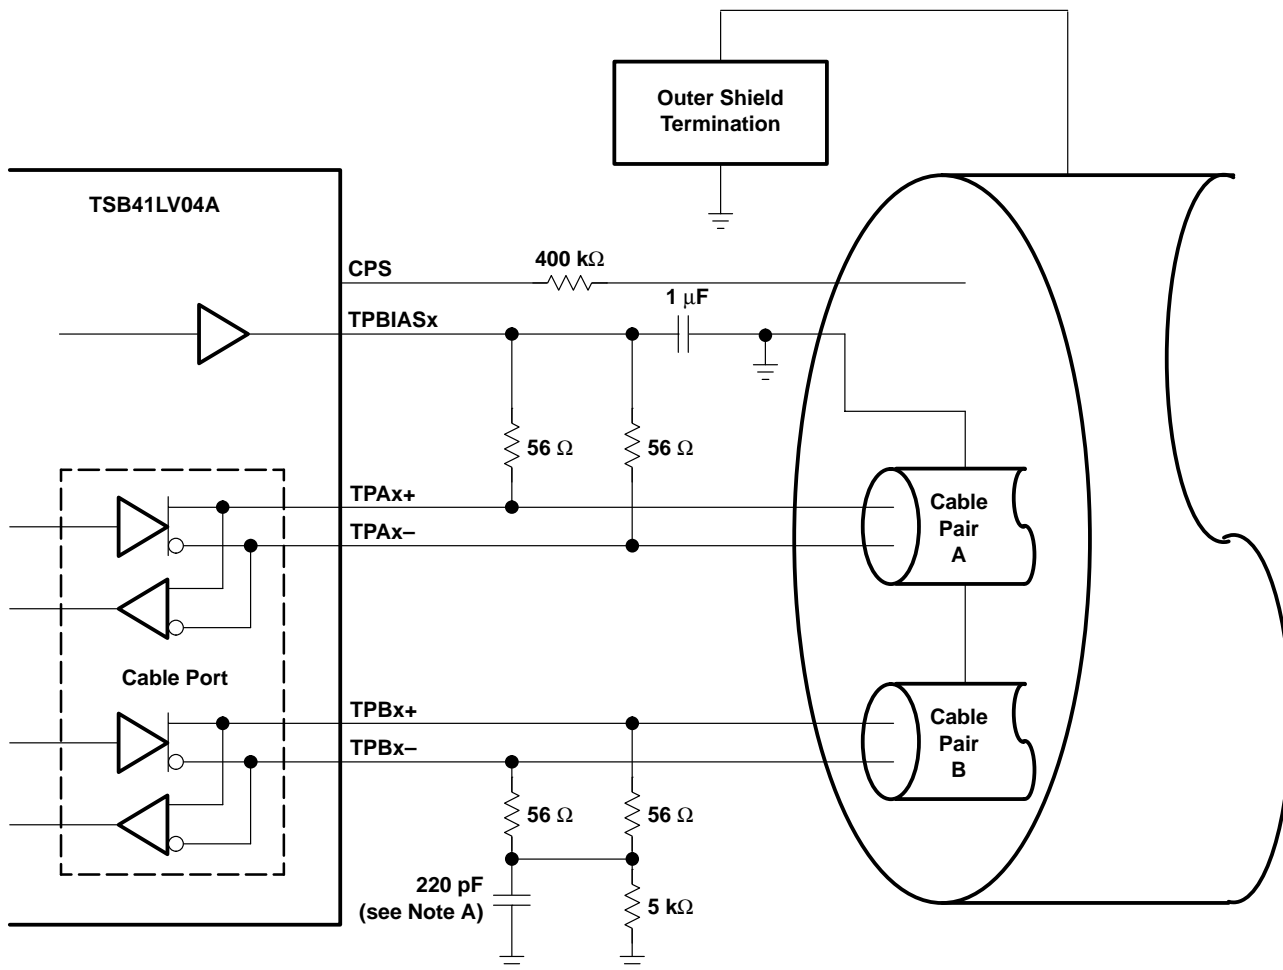 Outer Shield
Termination
TSB41LV04A
CPS
400 kΩ
1 μF
TPBIASx
56 Ω
56 Ω
TPAx+
Cable
Pair
A
TPAx–
Cable Port
TPBx+
Cable
Pair
B
TPBx–
56 Ω
56 Ω
220 pF
(see Note A)
5 kΩ